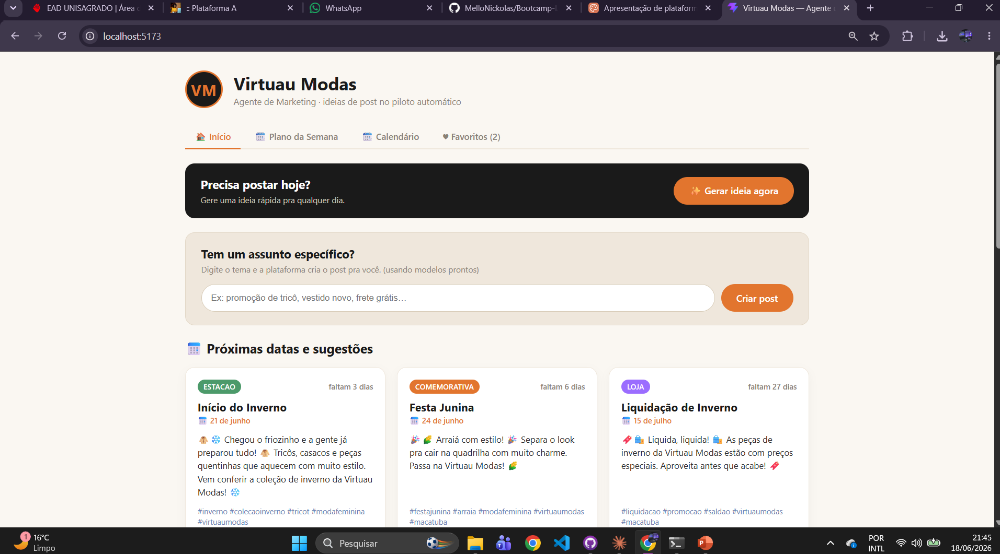 EAD UNISAGRADO | Área
:: Plataforma A
WhatsApp
MelloNickolas/Bootcamp-
Apresentação de plataform
Virtuau Modas — Agente
localhost:5173
VM
Virtuau Modas
Agente de Marketing · ideias de post no piloto automático
🏠 Início
🗓️ Plano da Semana
🗓️ Calendário
♥ Favoritos (2)
Precisa postar hoje?
Gere uma ideia rápida pra qualquer dia.
✨ Gerar ideia agora
Tem um assunto específico?
Digite o tema e a plataforma cria o post pra você. (usando modelos prontos)
Ex: promoção de tricô, vestido novo, frete grátis…
Criar post
🗓️ Próximas datas e sugestões
ESTACAO
faltam 3 dias
Início do Inverno
🗓️ 21 de junho
🧥 ❄️ Chegou o friozinho e a gente já
preparou tudo! 🧥 Tricôs, casacos e peças
quentinhas que aquecem com muito estilo.
Vem conferir a coleção de inverno da Virtuau
Modas! ❄️
#inverno #colecaoinverno #tricot #modafeminina
#virtuaumodas
COMEMORATIVA
faltam 6 dias
Festa Junina
🗓️ 24 de junho
🎉 🌽 Arraiá com estilo! 🎉 Separa o look
pra cair na quadrilha com muito charme.
Passa na Virtuau Modas! 🌽
#festajunina #arraia #modafeminina #virtuaumodas
#macatuba
LOJA
faltam 27 dias
Liquidação de Inverno
🗓️ 15 de julho
🔖 🛍️ Liquida, liquida! 🛍️ As peças de
inverno da Virtuau Modas estão com preços
especiais. Aproveita antes que acabe! 🔖
#liquidacao #promocao #saldao #virtuaumodas
#macatuba
1
16°C
Limpo
Pesquisar
POR
INTL
21:45
18/06/2026